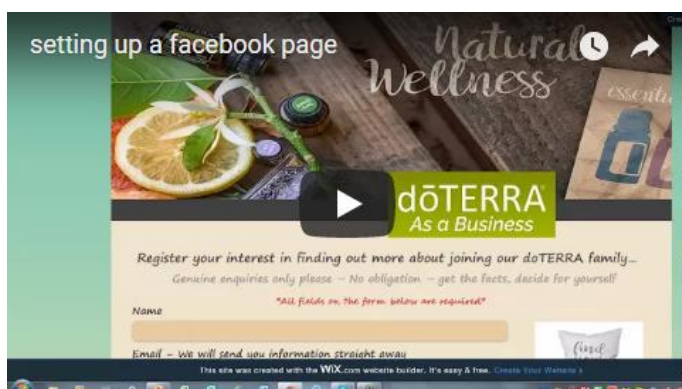 Cre
setting up a facebook page
Natural
Wellness
essenti
dōTERRA
As a Business
Register your interest in finding out more about joining our doTERRA family...
Genuine enquiries only please – No obligation – get the facts, decide for yourself
*All fields on the form below are required*
Name
Email – We will send you information straight away
find
This site was created with the WIX.com website builder. It's easy & free. Create Your Website >